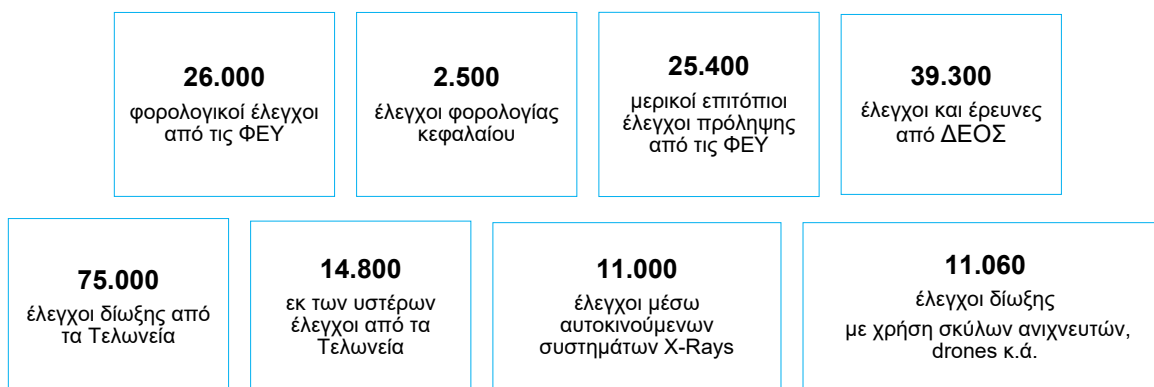 26.000
φορολογικοί έλεγχοι
από τις ΦΕΥ
2.500
έλεγχοι φορολογίας
κεφαλαίου
25.400
μερικοί επιτόπιοι
έλεγχοι πρόληψης
από τις ΦΕΥ
39.300
έλεγχοι και έρευνες
από ΔΕΟΣ
75.000
έλεγχοι δίωξης από
τα Τελωνεία
14.800
εκ των υστέρων
έλεγχοι από τα
Τελωνεία
11.000
έλεγχοι μέσω
αυτοκινούμενων
συστημάτων X-Rays
11.060
έλεγχοι δίωξης
με χρήση σκύλων ανιχνευτών,
drones κ.ά.